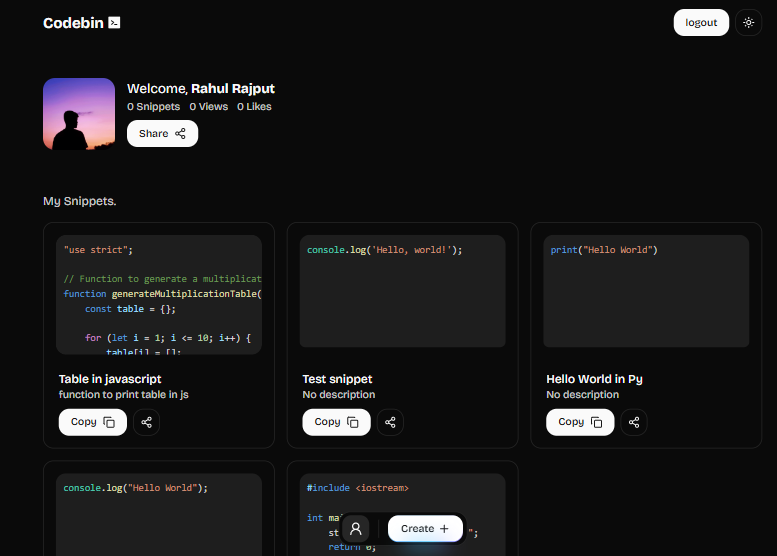 Codebin
logout
Welcome, Rahul Rajput
0 Snippets 0 Views 0 Likes
Share
My Snippets.
"use strict";
// Function to generate a multiplicat
function generateMultiplicationTable(
const table = {};
for (let i = 1; i <= 10; i++) {
table[i] = [];
Table in javascript
function to print table in js
Copy
console.log('Hello, world!');
Test snippet
No description
Copy
print("Hello World")
Hello World in Py
No description
Copy
console.log("Hello World");
#include <iostream>
int
st ";
return 0;
Create +